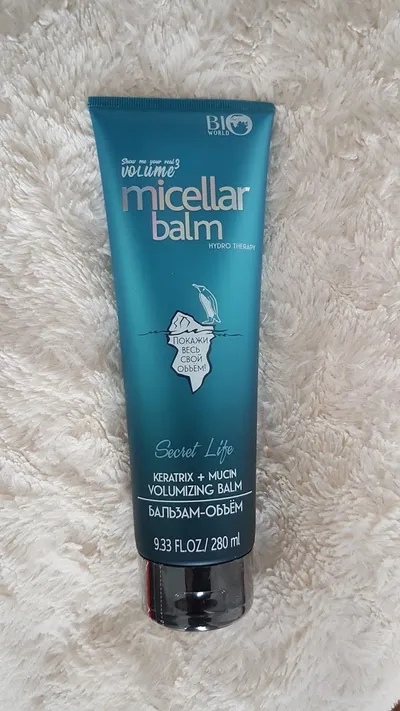 BIO
WORLD
Show me your real
VOLUME³
micellar
balm
HYDRO THERAPY
ПОКАЖИ
ВЕСЬ
СВОЙ
ОБЪЕМ!
Secret Life
KERATRIX + MUCIN
VOLUMIZING BALM
БАЛЬЗАМ-ОБЪЁМ
9.33 FL.OZ./ 280 ml